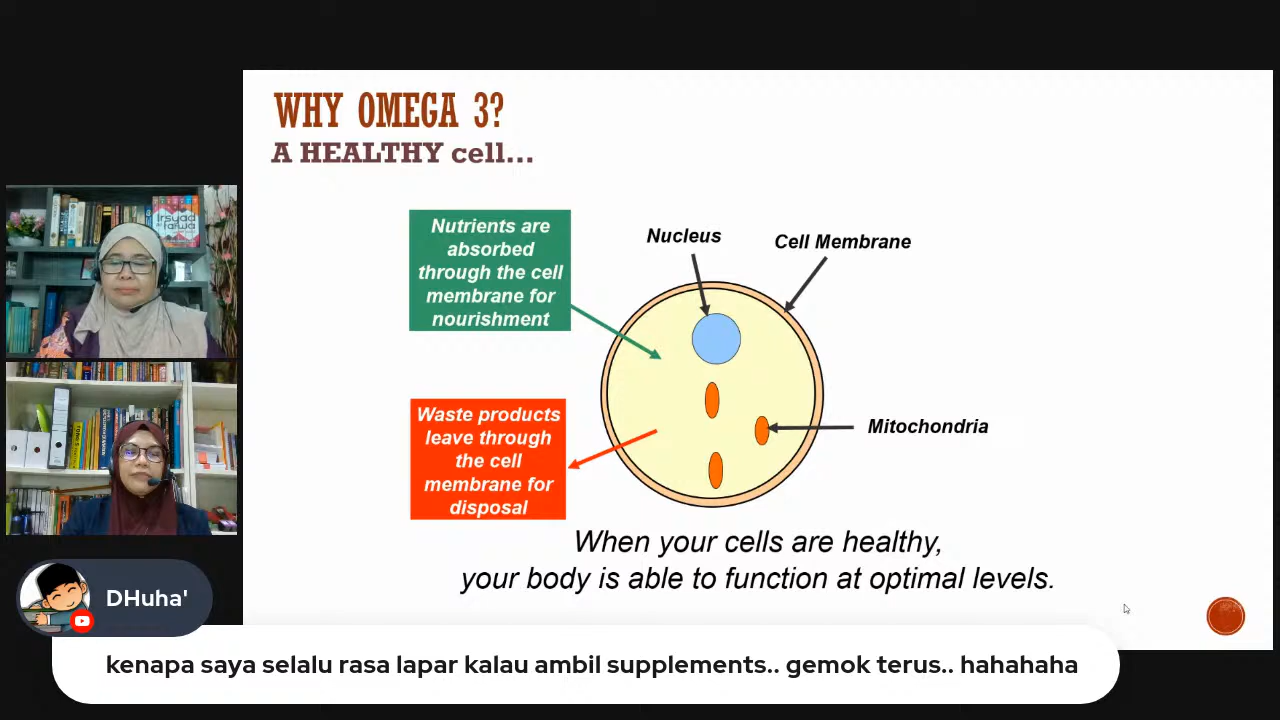 WHY OMEGA 3?
A HEALTHY cell...
Nutrients are
absorbed
through the cell
membrane for
nourishment
Nucleus
Cell Membrane
Waste products
leave through
the cell
membrane for
disposal
Mitochondria
When your cells are healthy,
your body is able to function at optimal levels.
Irsyad
fatwa
DHuha'
kenapa saya selalu rasa lapar kalau ambil supplements.. gemok terus.. hahahaha